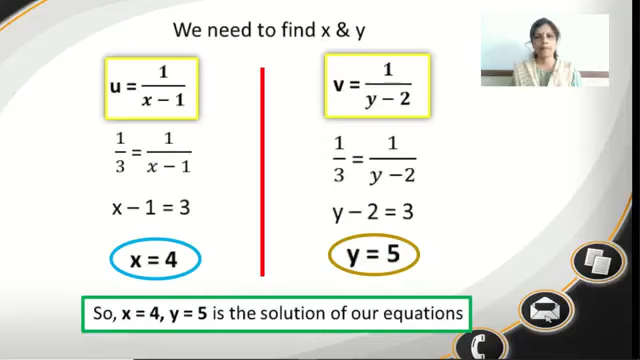 We need to find x & y
u = 1/(x − 1)
1/3 = 1/(x − 1)
x – 1 = 3
x = 4
v = 1/(y − 2)
1/3 = 1/(y −2)
y – 2 = 3
y = 5
So, x = 4, y = 5 is the solution of our equations